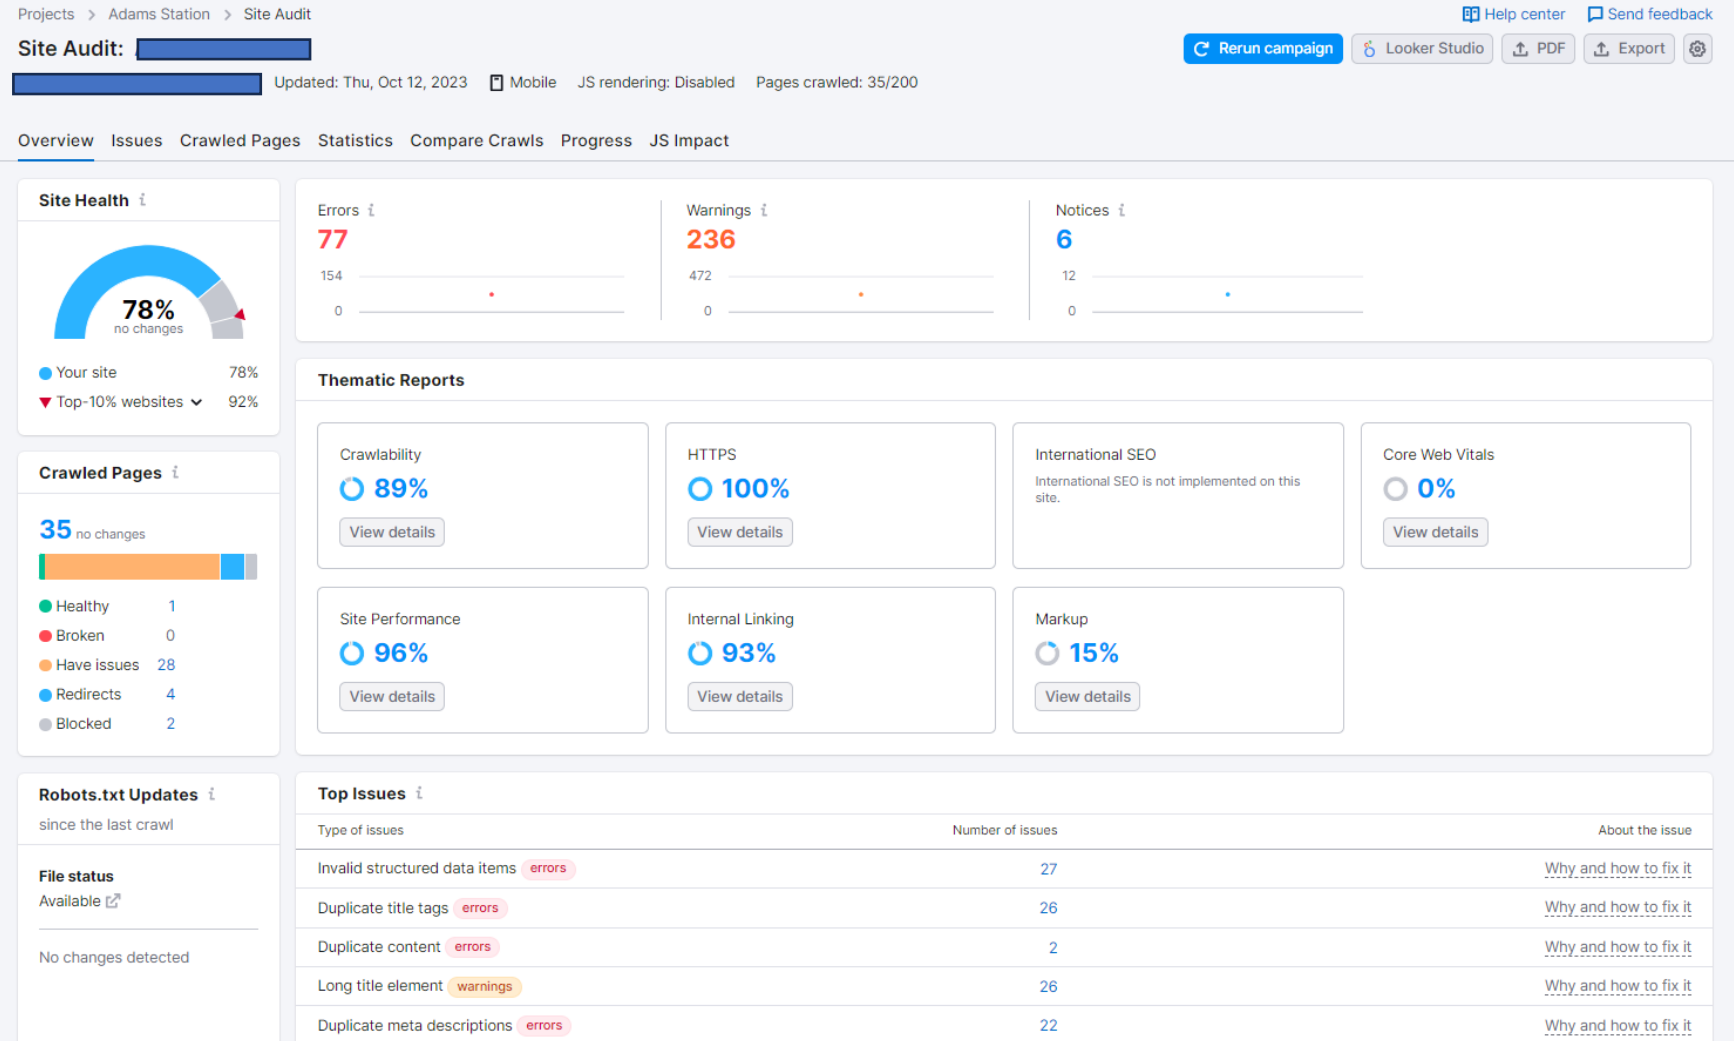 Projects > Adams Station > Site Audit
Help center
Send feedback
Site Audit:
Rerun campaign
Looker Studio
PDF
Export
Updated: Thu, Oct 12, 2023
Mobile
JS rendering: Disabled
Pages crawled: 35/200
Overview
Issues
Crawled Pages
Statistics
Compare Crawls
Progress
JS Impact
Site Health i
78%
no changes
Your site 78%
Top-10% websites 92%
Errors i
77
154
0
Warnings i
236
472
0
Notices i
6
12
0
Thematic Reports
Crawlability
89%
View details
HTTPS
100%
View details
International SEO
International SEO is not implemented on this
site.
Core Web Vitals
0%
View details
Site Performance
96%
View details
Internal Linking
93%
View details
Markup
15%
View details
Crawled Pages i
35 no changes
Healthy 1
Broken 0
Have issues 28
Redirects 4
Blocked 2
Robots.txt Updates i
since the last crawl
File status
Available
No changes detected
Top Issues i
Type of issues Number of issues About the issue
Invalid structured data items errors 27 Why and how to fix it
Duplicate title tags errors 26 Why and how to fix it
Duplicate content errors 2 Why and how to fix it
Long title element warnings 26 Why and how to fix it
Duplicate meta descriptions errors 22 Why and how to fix it